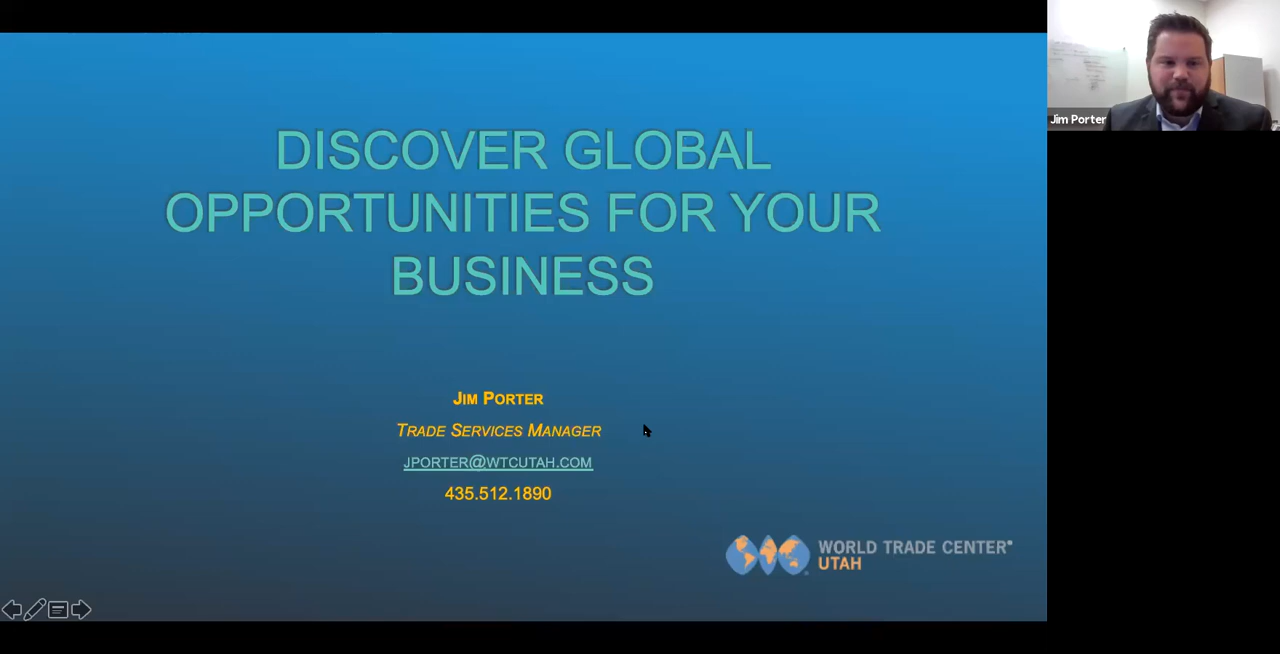 DISCOVER GLOBAL
OPPORTUNITIES FOR YOUR
BUSINESS
JIM PORTER
TRADE SERVICES MANAGER
JPORTER@WTCUTAH.COM
435.512.1890
WORLD TRADE CENTER®
UTAH
Jim Porter